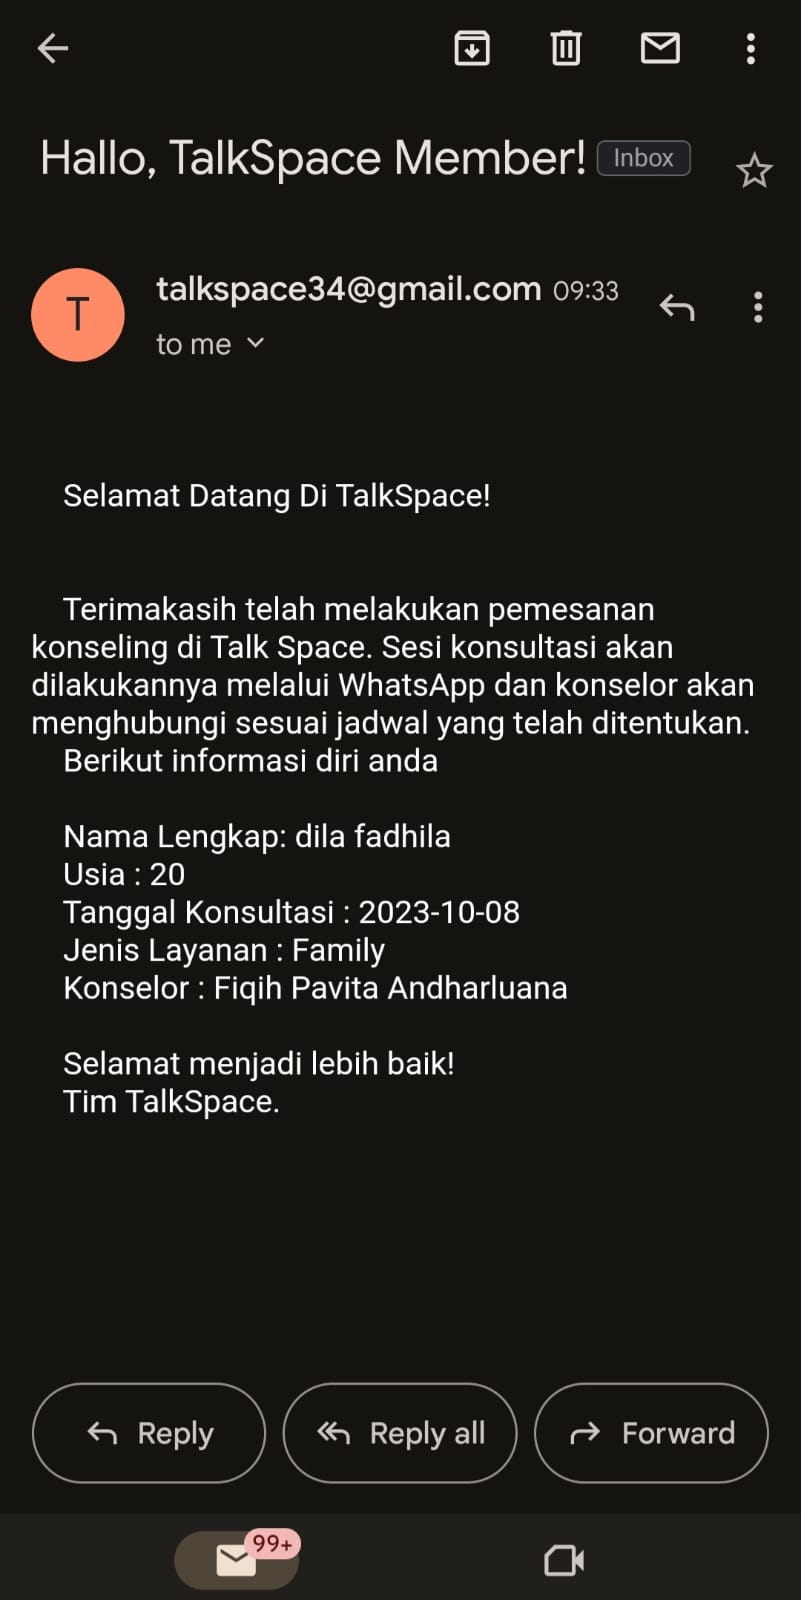 Hallo, TalkSpace Member! Inbox
T
talkspace34@gmail.com 09:33
to me
Selamat Datang Di TalkSpace!
Terimakasih telah melakukan pemesanan
konseling di Talk Space. Sesi konsultasi akan
dilakukannya melalui WhatsApp dan konselor akan
menghubungi sesuai jadwal yang telah ditentukan.
Berikut informasi diri anda
Nama Lengkap: dila fadhila
Usia : 20
Tanggal Konsultasi : 2023-10-08
Jenis Layanan : Family
Konselor : Fiqih Pavita Andharluana
Selamat menjadi lebih baik!
Tim TalkSpace.
Reply
Reply all
Forward
99+